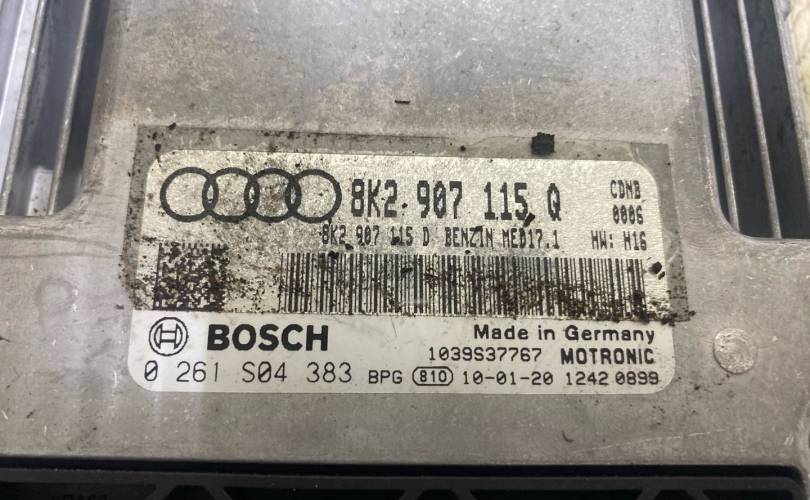 8K2 907 115 Q CDNB
0006
8K2 907 115 D BENZIN MED17.1 HW: H16
BOSCH Made in Germany
1039S37767 MOTRONIC
0 261 S04 383 BPG 810 10-01-20 1242 0899